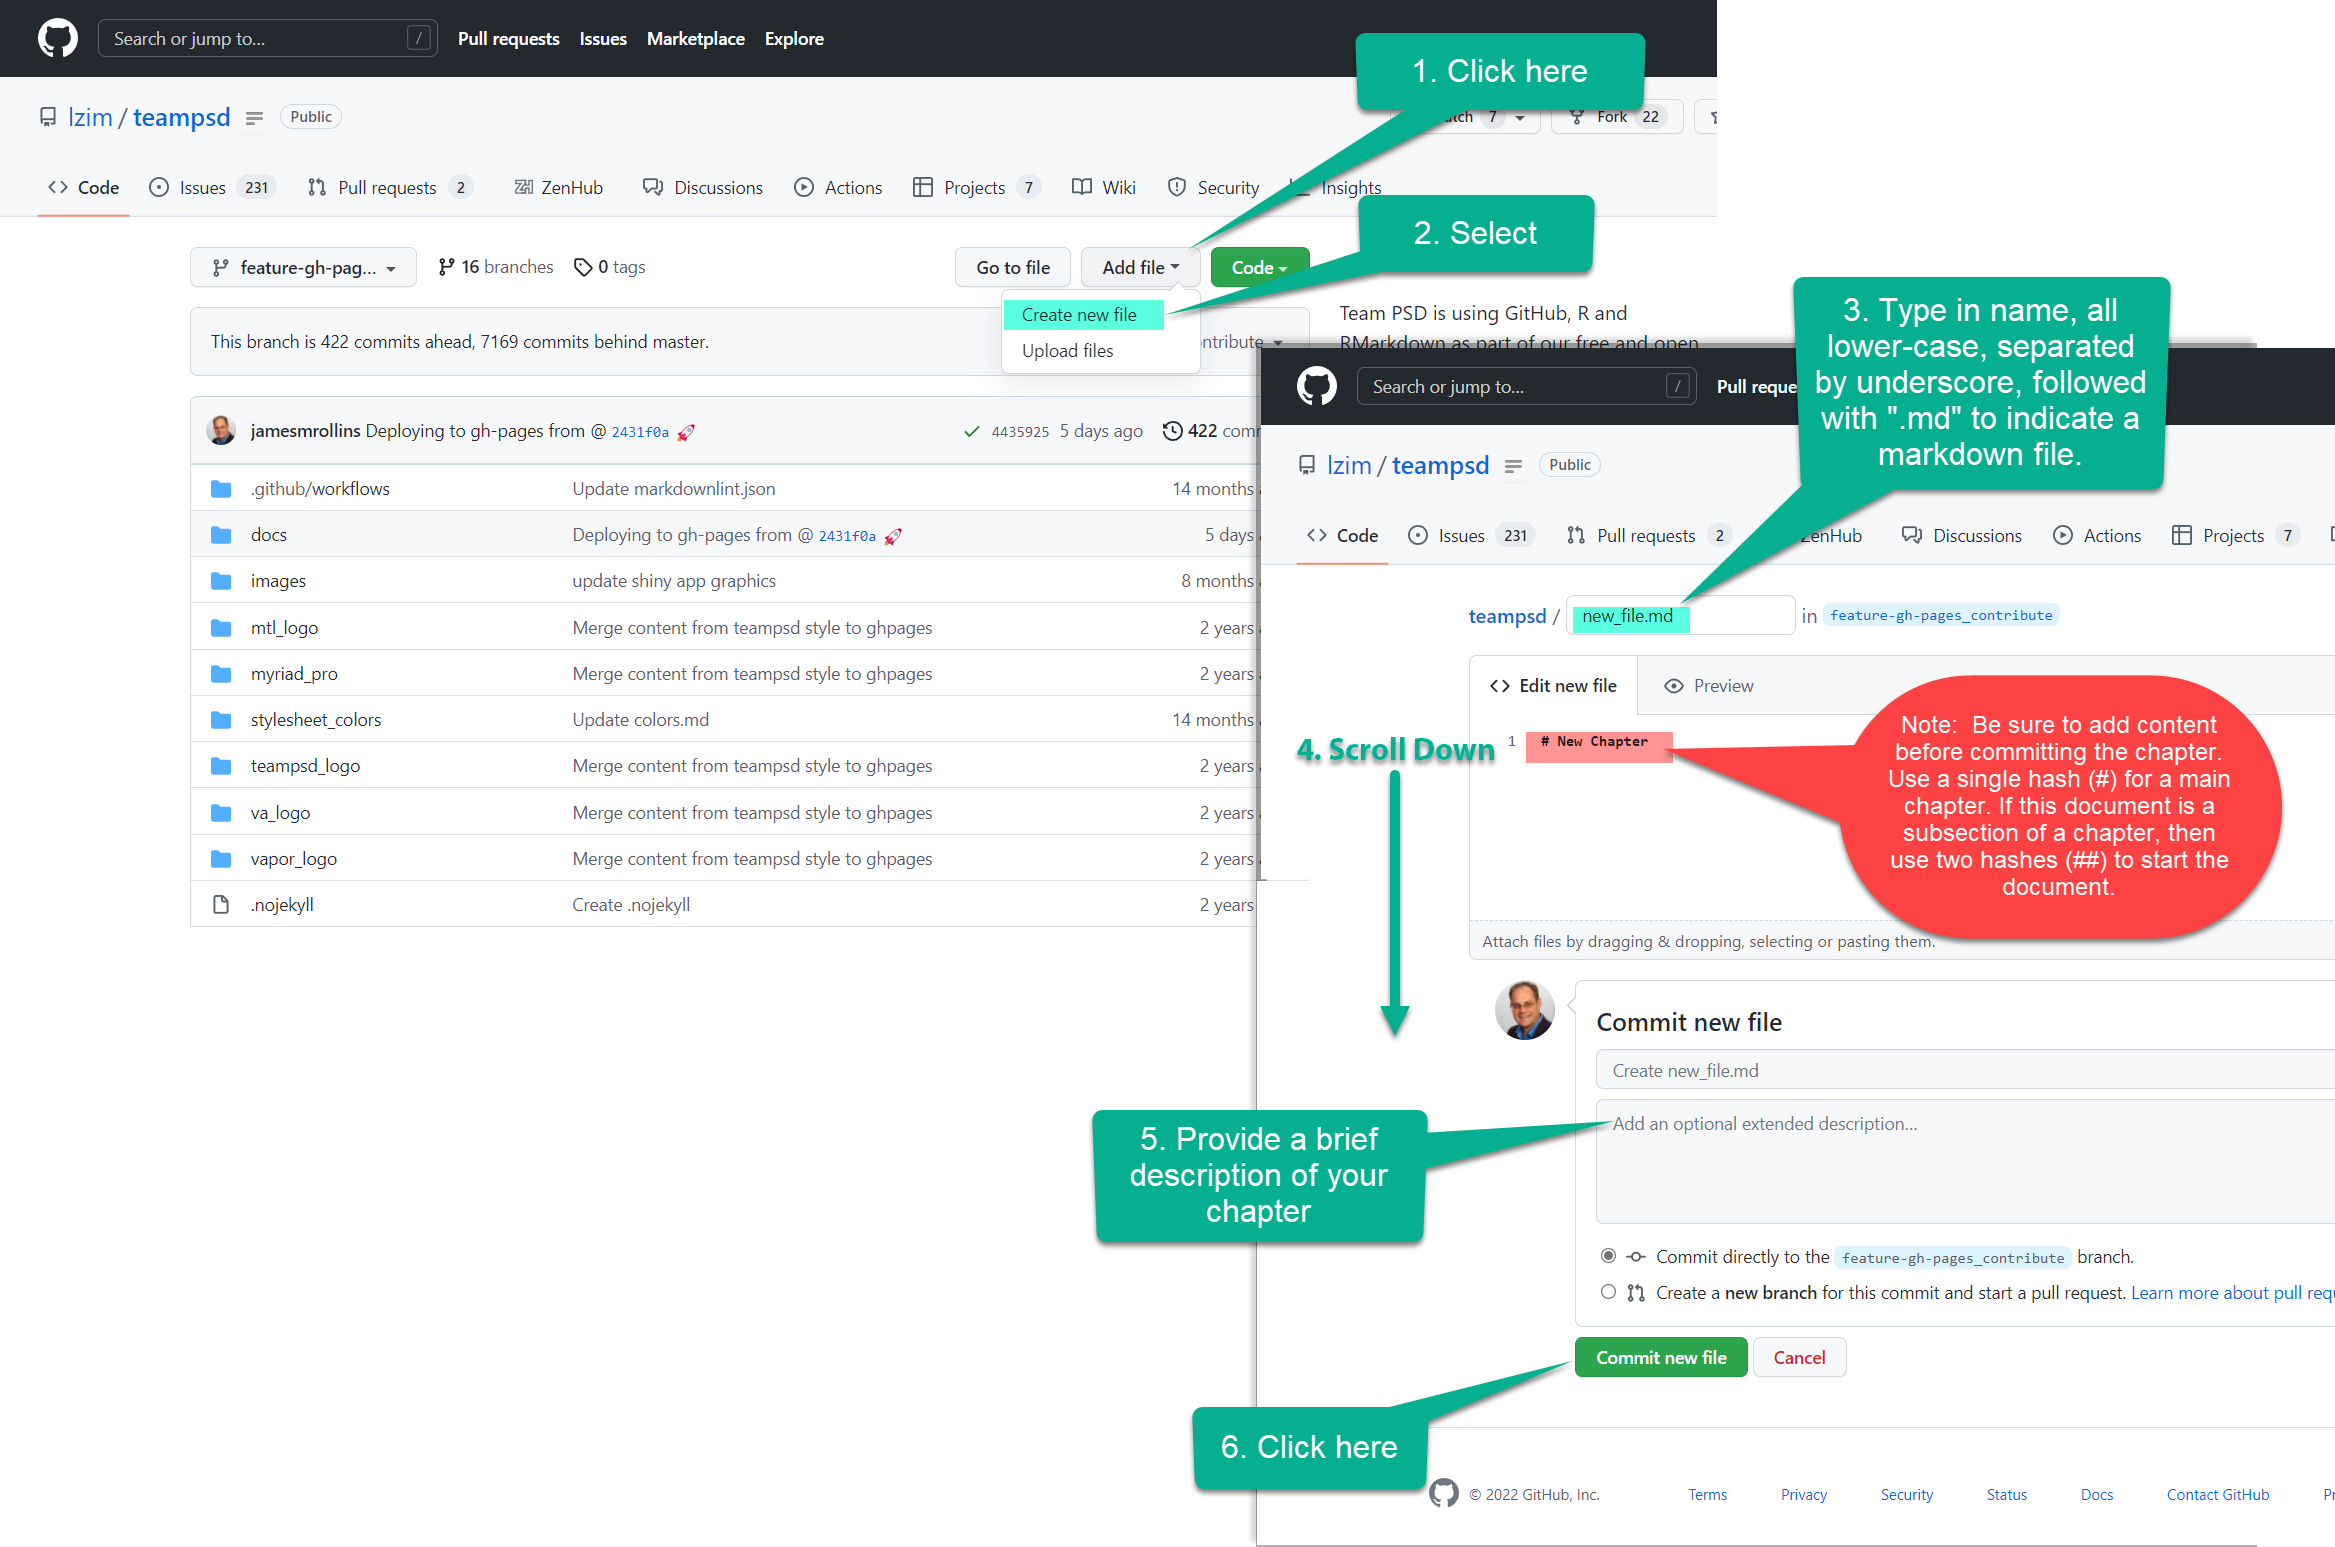 Search or jump to... /
Pull requests Issues Marketplace Explore
1. Click here
lzim / teampsd Public
7 Fork 22
Code Issues 231 Pull requests 2 ZenHub Discussions Actions Projects 7 Wiki Security Insights
2. Select
feature-gh-pag... 16 branches 0 tags
Go to file Add file Code
Create new file
Upload files
This branch is 422 commits ahead, 7169 commits behind master.
Team PSD is using GitHub, R and
RMarkdown as part of our free and open
jamesmrollins Deploying to gh-pages from @ 2431f0a 🚀 4435925 5 days ago 422
.github/workflows Update markdownlint.json 14 months
docs Deploying to gh-pages from @ 2431f0a 🚀 5 days
images update shiny app graphics 8 months
mtl_logo Merge content from teampsd style to ghpages 2 years
myriad_pro Merge content from teampsd style to ghpages 2 years
stylesheet_colors Update colors.md 14 months
teampsd_logo Merge content from teampsd style to ghpages 2 years
va_logo Merge content from teampsd style to ghpages 2 years
vapor_logo Merge content from teampsd style to ghpages 2 years
.nojekyll Create .nojekyll 2 years
3. Type in name, all
lower-case, separated
by underscore, followed
with ".md" to indicate a
markdown file.
Search or jump to... /
Pull reque
lzim / teampsd Public
Code Issues 231 Pull requests 2 ZenHub Discussions Actions Projects 7
teampsd / new_file.md in feature-gh-pages_contribute
Edit new file Preview
4. Scroll Down
1 # New Chapter
Note: Be sure to add content
before committing the chapter.
Use a single hash (#) for a main
chapter. If this document is a
subsection of a chapter, then
use two hashes (##) to start the
document.
Attach files by dragging & dropping, selecting or pasting them.
Commit new file
Create new_file.md
Add an optional extended description...
5. Provide a brief
description of your
chapter
Commit directly to the feature-gh-pages_contribute branch.
Create a new branch for this commit and start a pull request. Learn more about pull requ
Commit new file Cancel
6. Click here
© 2022 GitHub, Inc. Terms Privacy Security Status Docs Contact GitHub